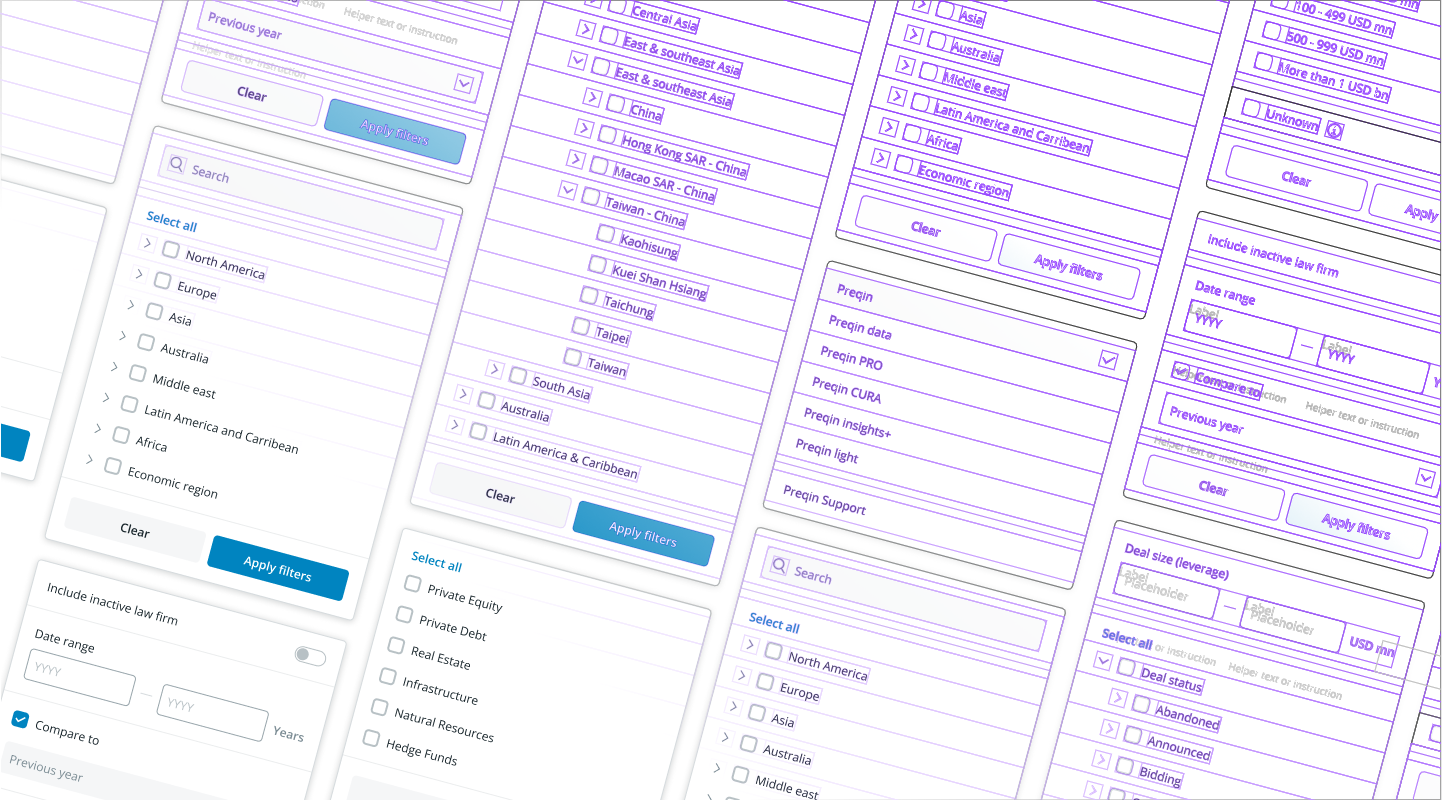 Helper text or instruction
Previous year
Helper text or instruction
Clear
Apply filters
Search
Select all
North America
Europe
Asia
Australia
Middle east
Latin America and Carribean
Africa
Economic region
Clear
Apply filters
Include inactive law firm
Date range
YYYY
—
YYYY
Years
Compare to
Previous year
Central Asia
East & southeast Asia
East & southeast Asia
China
Hong Kong SAR - China
Macao SAR - China
Taiwan - China
Kaohisung
Kuei Shan Hsiang
Taichung
Taipei
Taiwan
South Asia
Australia
Latin America & Caribbean
Clear
Apply filters
Select all
Private Equity
Private Debt
Real Estate
Infrastructure
Natural Resources
Hedge Funds
Asia
Australia
Middle east
Latin America and Carribean
Africa
Economic region
Clear
Apply filters
Preqin
Preqin data
Preqin PRO
Preqin CURA
Preqin insights+
Preqin light
Preqin Support
Search
Select all
North America
Europe
Asia
Australia
Middle east
100 - 499 USD mn
500 - 999 USD mn
More than 1 USD bn
Unknown
Clear
Apply
Include inactive law firm
Date range
Label
YYYY
—
Label
YYYY
Compare to
Helper text or instruction
Previous year
Helper text or instruction
Clear
Apply filters
Deal size (leverage)
Label
Placeholder
—
Label
Placeholder
USD mn
Select all
or instruction
Helper text or instruction
Deal status
Abandoned
Announced
Bidding